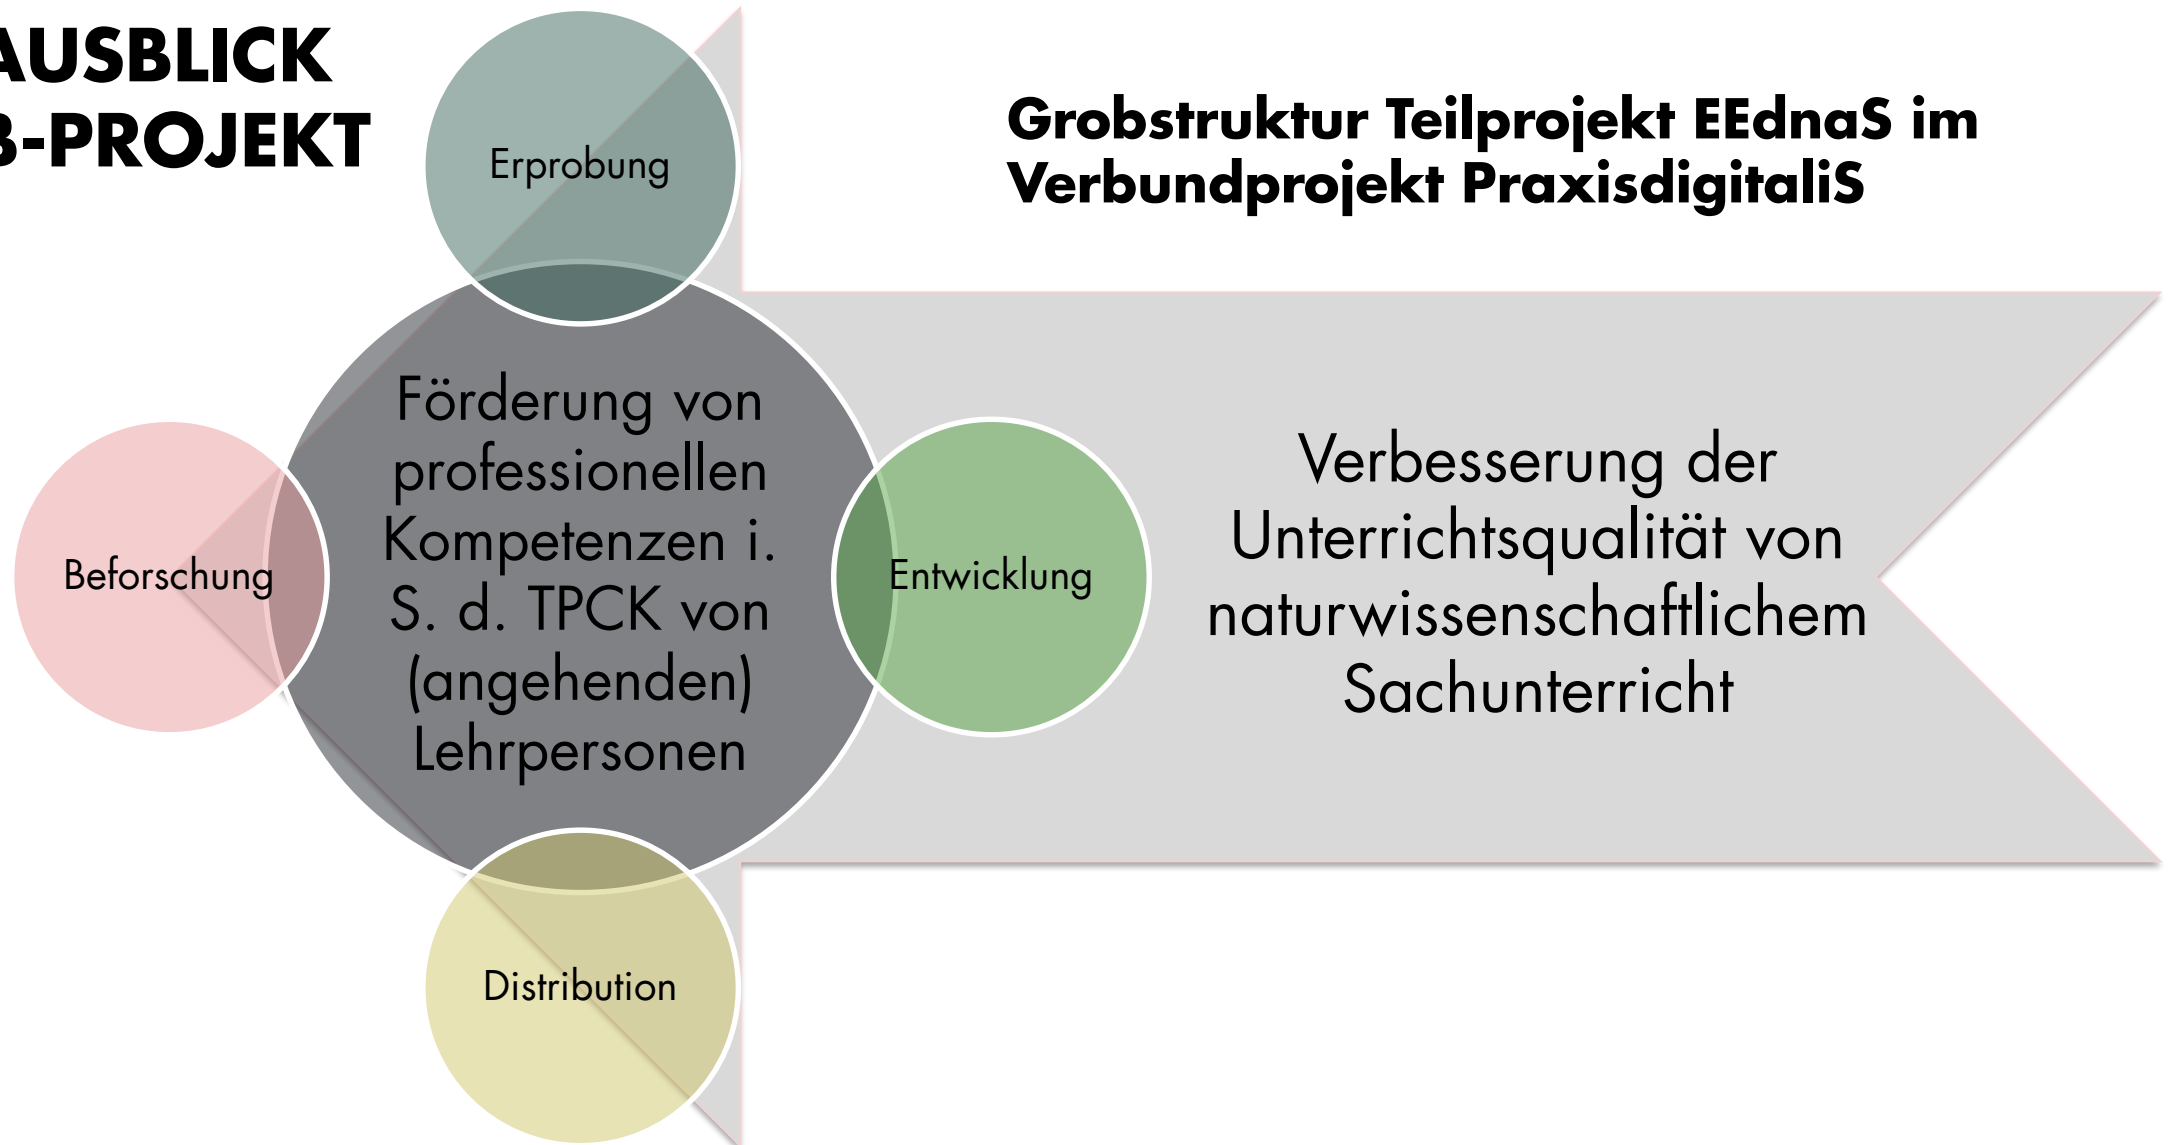 AUSBLICK
B-PROJEKT
Grobstruktur Teilprojekt EEdnaS im
Verbundprojekt PraxisdigitaliS
Erprobung
Förderung von
professionellen
Kompetenzen i.
S. d. TPCK von
(angehenden)
Lehrpersonen
Beforschung
Entwicklung
Distribution
Verbesserung der
Unterrichtsqualität von
naturwissenschaftlichem
Sachunterricht